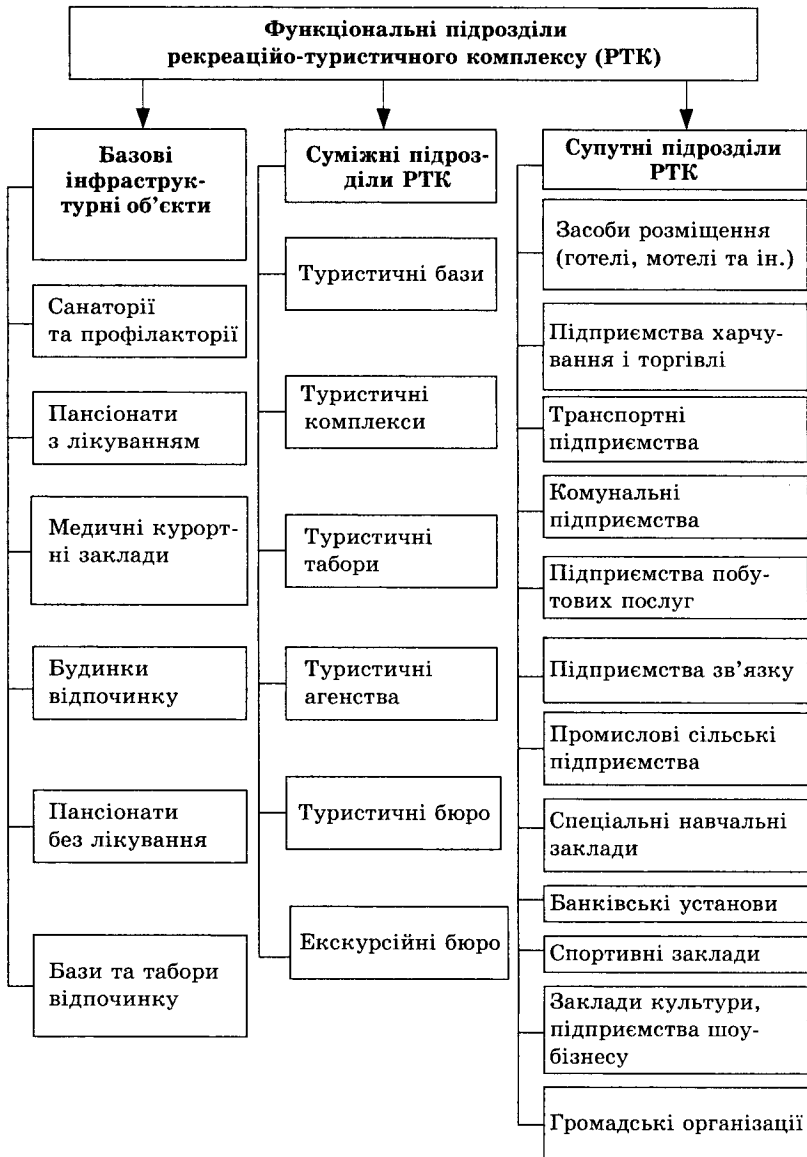 Функціональні підрозділи
рекреаційо-туристичного комплексу (РТК)
Базові
інфраструк-
турні об'єкти
Санаторії
та профілакторії
Пансіонати
з лікуванням
Медичні курорт-
ні заклади
Будинки
відпочинку
Пансіонати
без лікування
Бази та табори
відпочинку
Суміжні підроз-
діли РТК
Туристичні бази
Туристичні
комплекси
Туристичні
табори
Туристичні
агенства
Туристичні бюро
Екскурсійні бюро
Супутні підрозділи
РТК
Засоби розміщення
(готелі, мотелі та ін.)
Підприємства харчу-
вання і торгівлі
Транспортні
підприємства
Комунальні
підприємства
Підприємства побу-
тових послуг
Підприємства зв'язку
Промислові сільські
підприємства
Спеціальні навчальні
заклади
Банківські установи
Спортивні заклади
Заклади культури,
підприємства шоу-
бізнесу
Громадські організації